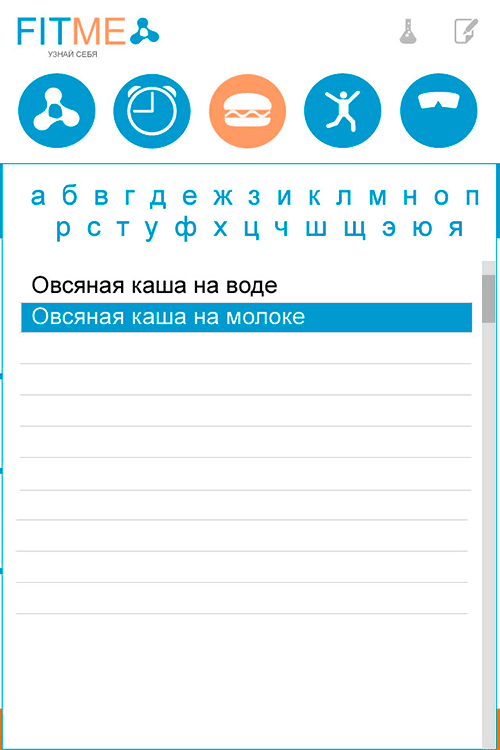 FITME
УЗНАЙ СЕБЯ
а б в г д е ж з и к л м н о п
р с т у ф х ц ч ш щ э ю я
Овсяная каша на воде
Овсяная каша на молоке